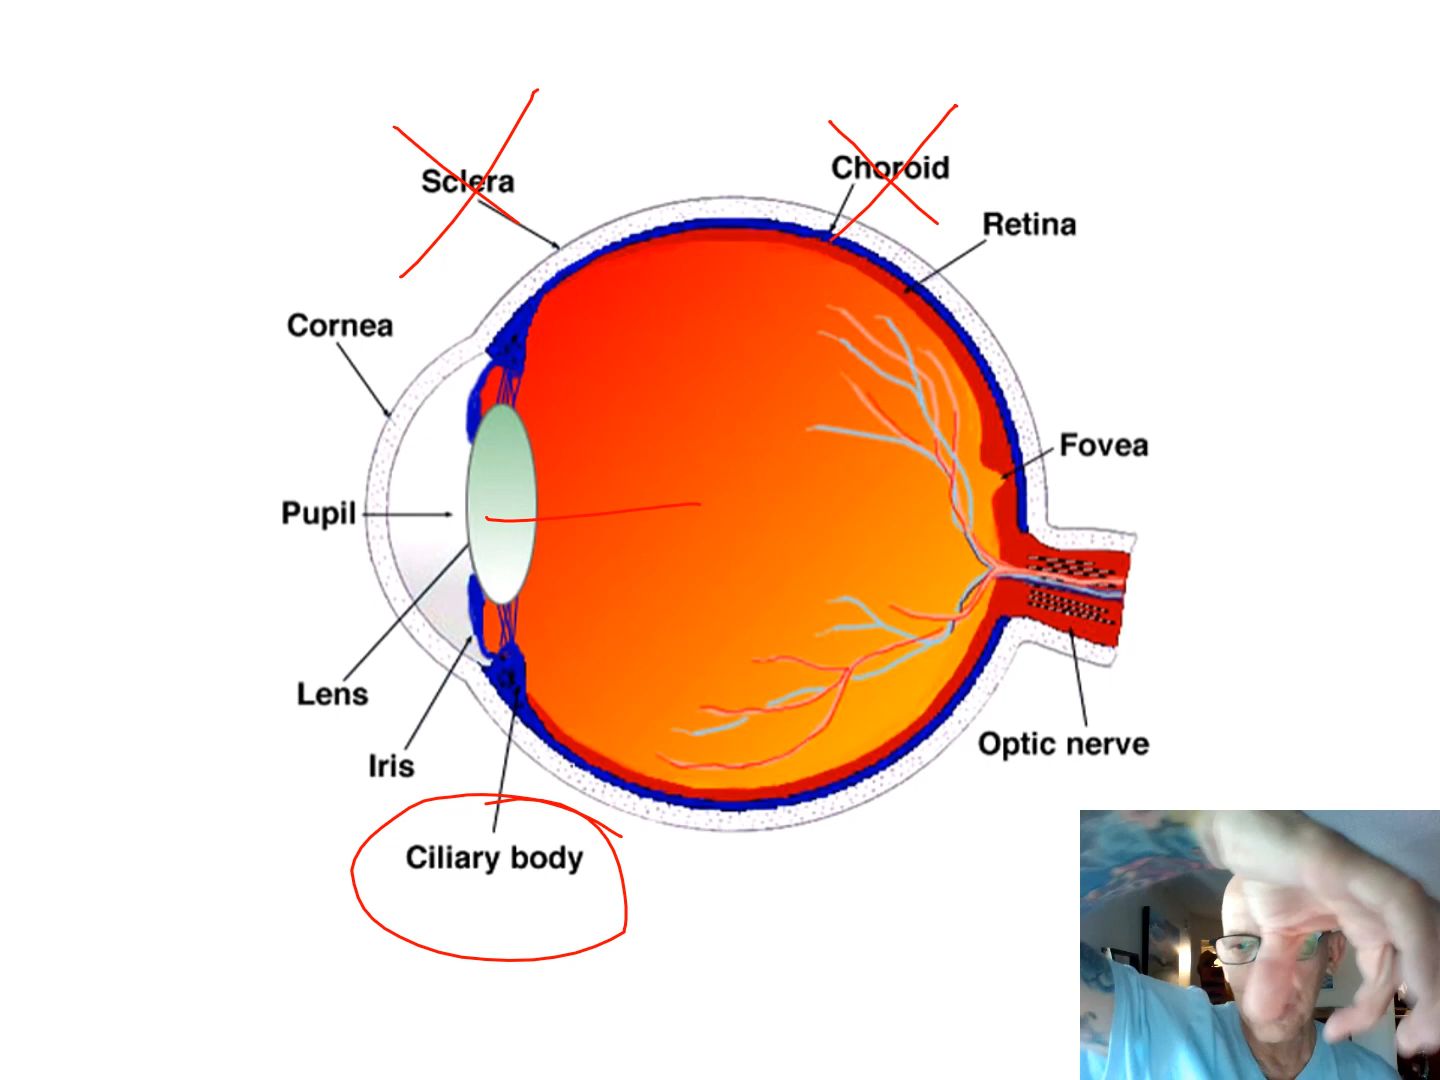 Sclera
Choroid
Retina
Cornea
Fovea
Pupil
Lens
Iris
Optic nerve
Ciliary body